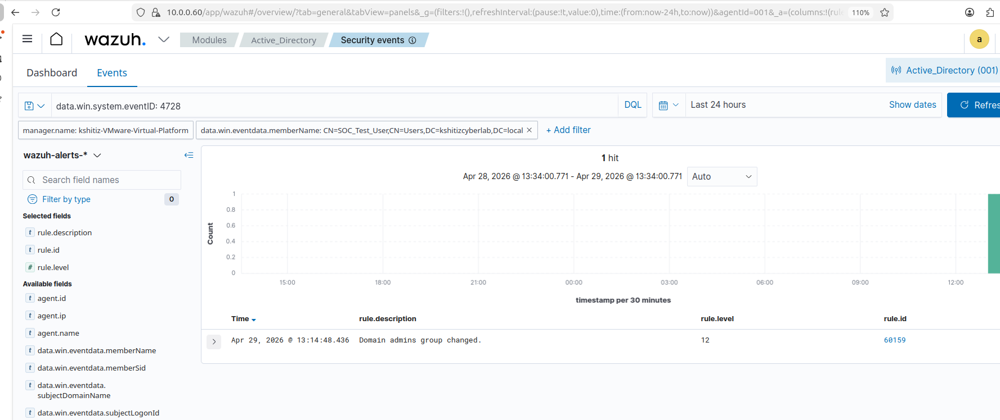 10.0.0.60/app/wazuh#/overview/?tab=general&tabView=panels&_g=(filters:!(),refreshInterval:(pause:!t,value:0),time:(from:now-24h,to:now))&agentId=001&_a=(columns:!(rule
110%
wazuh.
Modules
Active_Directory
Security events
a
Dashboard
Events
Active_Directory (001)
data.win.system.eventID: 4728
DQL
Last 24 hours
Show dates
Refres
manager.name: kshitiz-VMware-Virtual-Platform
data.win.eventdata.memberName: CN=SOC_Test_User,CN=Users,DC=kshitizcyberlab,DC=local ×
+ Add filter
wazuh-alerts-*
Search field names
Filter by type 0
Selected fields
t rule.description
t rule.id
# rule.level
Available fields
t agent.id
t agent.ip
t agent.name
t data.win.eventdata.memberName
t data.win.eventdata.memberSid
t data.win.eventdata.
subjectDomainName
t data.win.eventdata.subjectLogonId
1 hit
Apr 28, 2026 @ 13:34:00.771 - Apr 29, 2026 @ 13:34:00.771
Auto
Count
1
0.8
0.6
0.4
0.2
0
15:00 18:00 21:00 00:00 03:00 06:00 09:00 12:00
timestamp per 30 minutes
Time rule.description rule.level rule.id
Apr 29, 2026 @ 13:14:48.436 Domain admins group changed. 12 60159